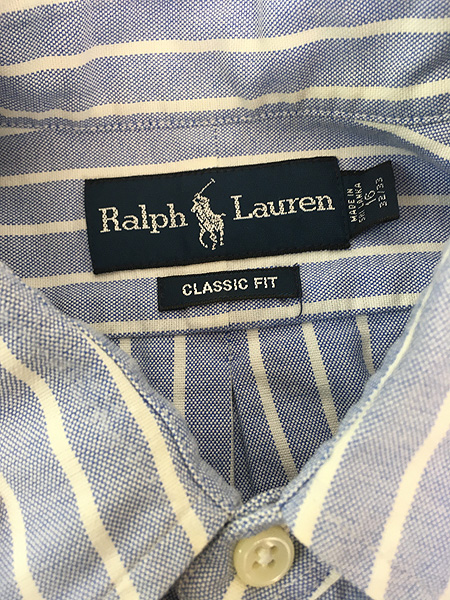 Ralph Lauren
MADE IN
SRI LANKA
16
32/33
CLASSIC FIT